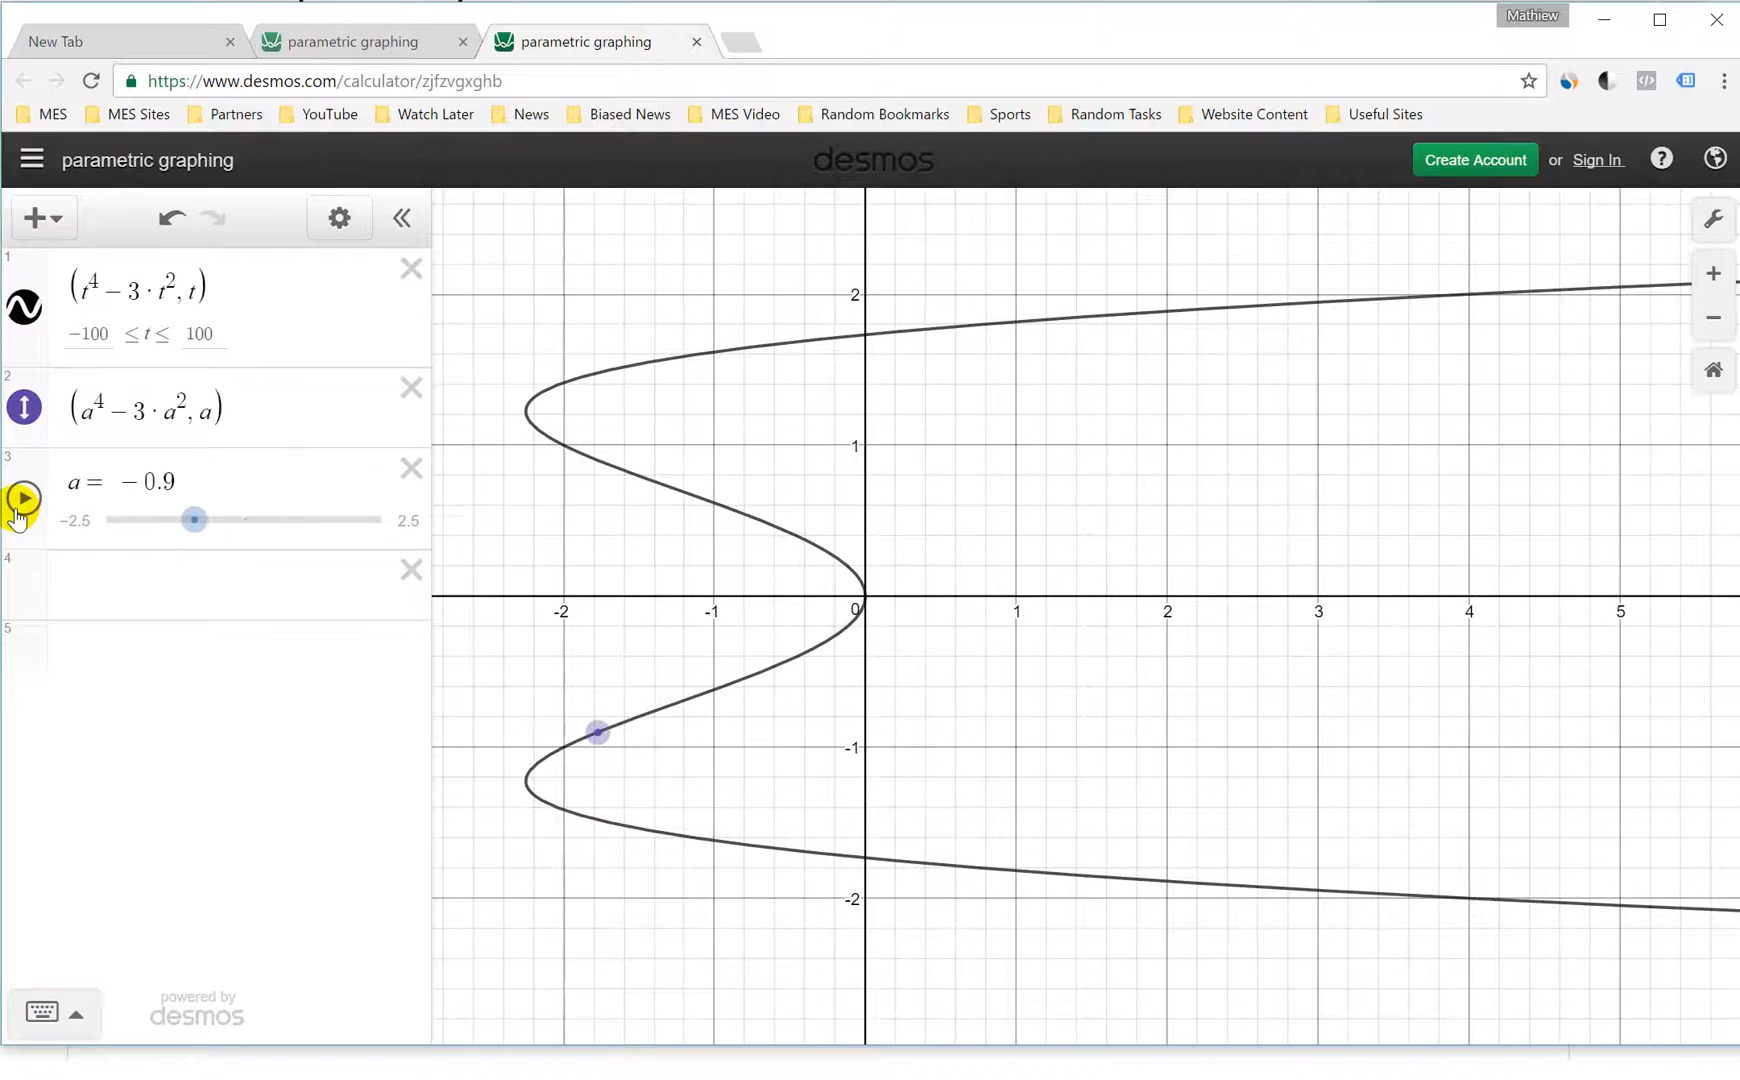 Mathiew
New Tab
parametric graphing
parametric graphing
https://www.desmos.com/calculator/zjfzvgxghb
MES
MES Sites
Partners
YouTube
Watch Later
News
Biased News
MES Video
Random Bookmarks
Sports
Random Tasks
Website Content
Useful Sites
parametric graphing
desmos
Create Account
or
Sign In
1
(t⁴ − 3 · t², t)
−100 ≤ t ≤ 100
2
(a⁴ − 3 · a², a)
3
a = − 0.9
−2.5
2.5
4
5
2
1
-2
-1
0
1
2
3
4
5
-1
-2
powered by
desmos